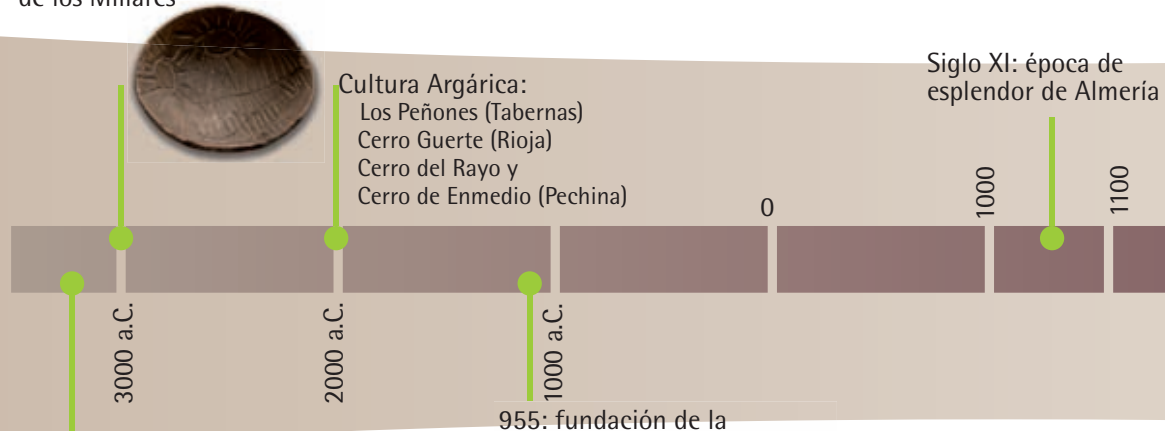 de los Millares
Cultura Argárica:
Los Peñones (Tabernas)
Cerro Guerte (Rioja)
Cerro del Rayo y
Cerro de Enmedio (Pechina)
Siglo XI: época de
esplendor de Almería
0
1000
1100
3000 a.C.
2000 a.C.
1000 a.C.
955: fundación de la